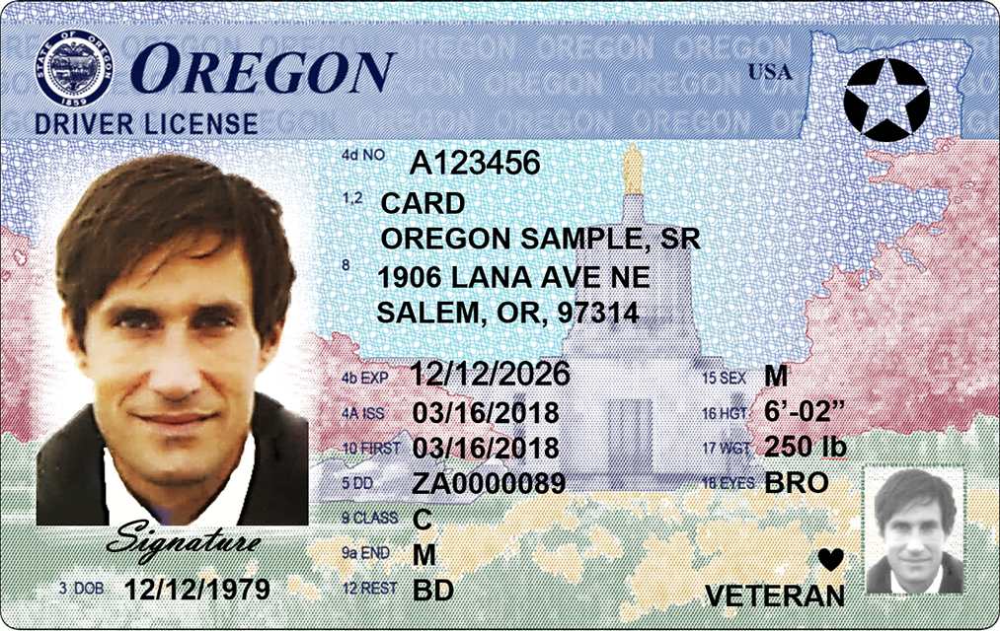 STATE OF OREGON
1859
OREGON
DRIVER LICENSE
USA
4d NO A123456
1,2 CARD
OREGON SAMPLE, SR
8 1906 LANA AVE NE
SALEM, OR, 97314
4b EXP 12/12/2026 15 SEX M
4A ISS 03/16/2018 16 HGT 6'-02”
10 FIRST 03/16/2018 17 WGT 250 lb
5 DD ZA0000089 18 EYES BRO
9 CLASS C
9a END M
12 REST BD
Signature
3 DOB 12/12/1979
VETERAN